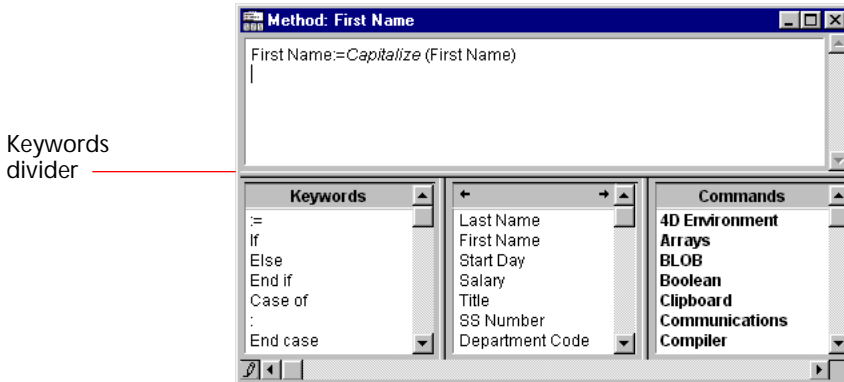 Method: First Name
First Name:=Capitalize (First Name)
Keywords
divider
Keywords
:=
If
Else
End if
Case of
:
End case
Last Name
First Name
Start Day
Salary
Title
SS Number
Department Code
Commands
4D Environment
Arrays
BLOB
Boolean
Clipboard
Communications
Compiler